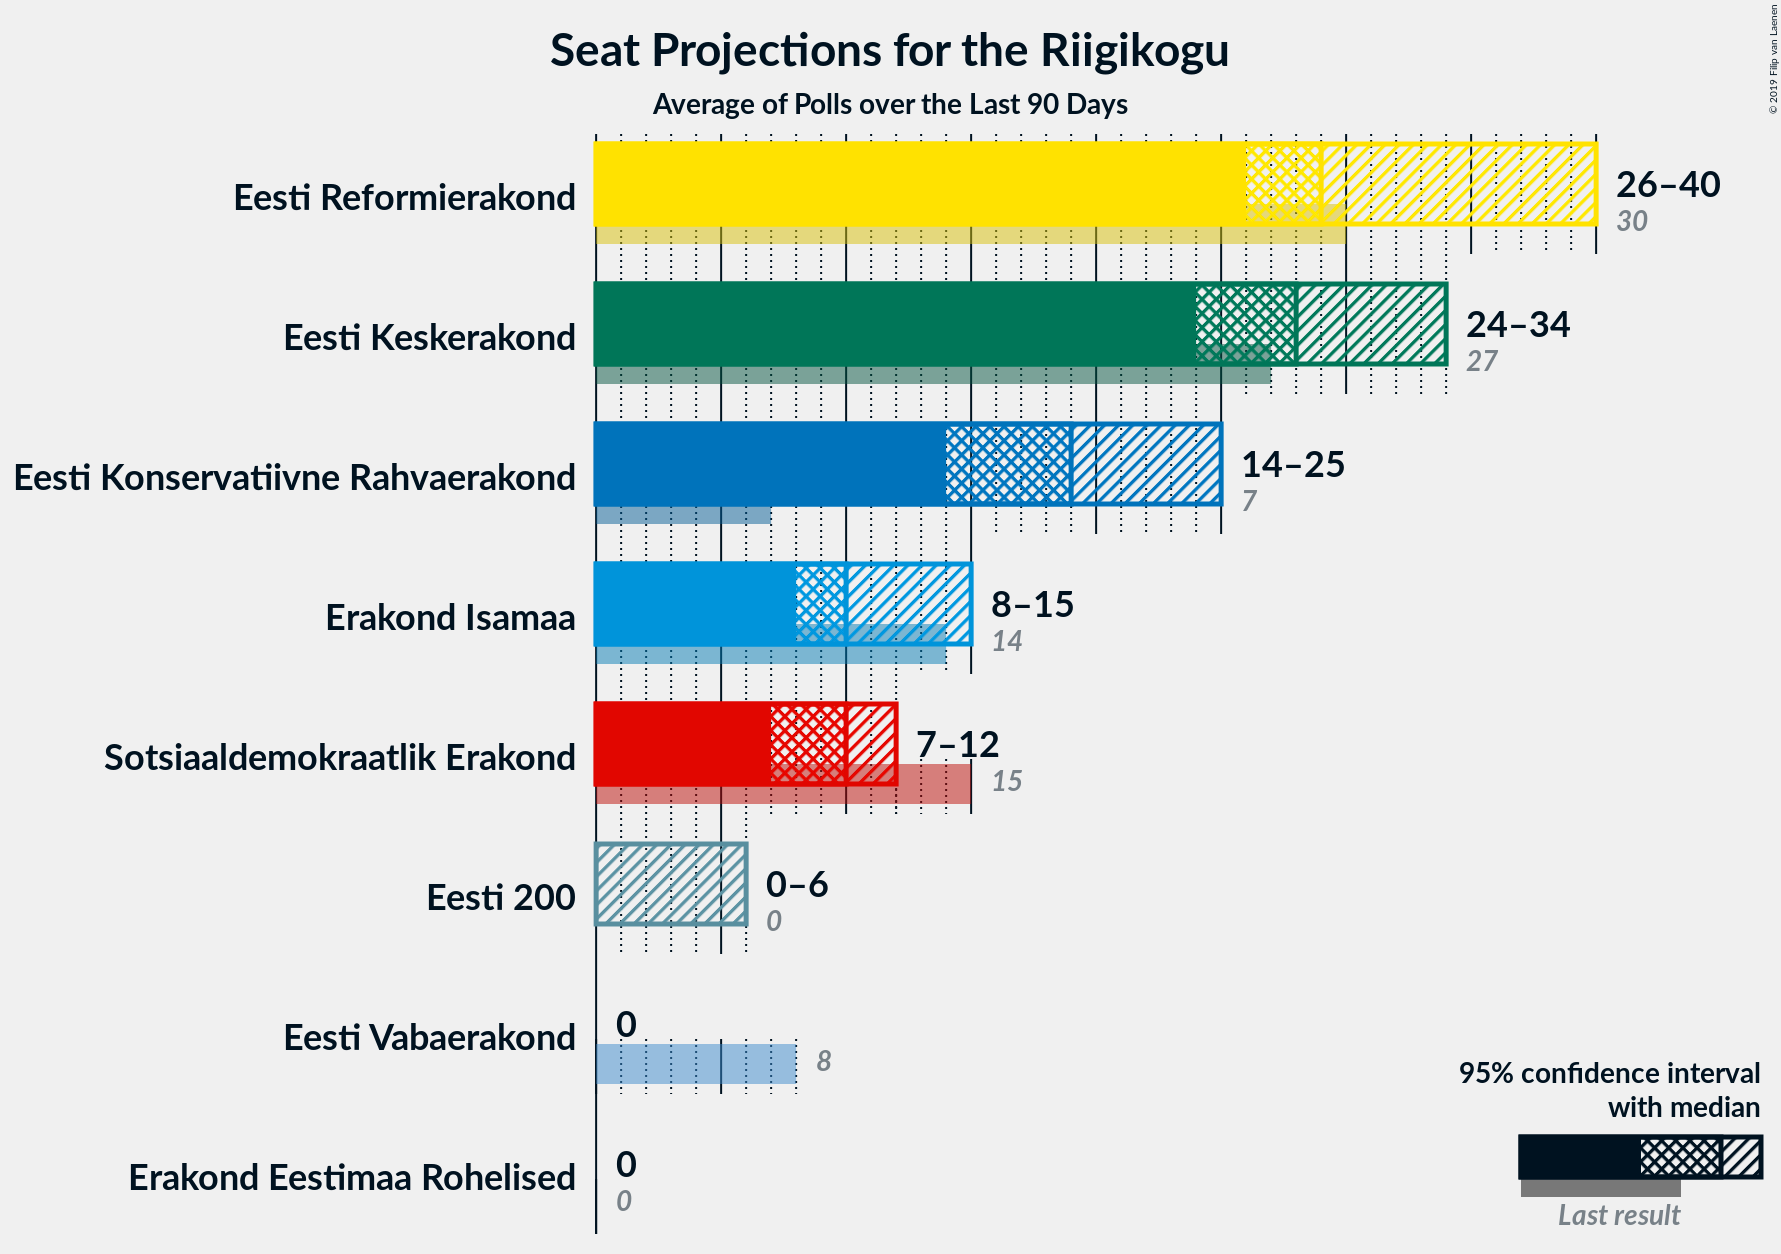 Seat Projections for the Riigikogu
Average of Polls over the Last 90 Days
© 2019 Filip van Laenen
Eesti Reformierakond
26–40
30
Eesti Keskerakond
24–34
27
Eesti Konservatiivne Rahvaerakond
14–25
7
Erakond Isamaa
8–15
14
Sotsiaaldemokraatlik Erakond
7–12
15
Eesti 200
0–6
0
Eesti Vabaerakond
0
8
Erakond Eestimaa Rohelised
0
0
95% confidence interval
with median
Last result